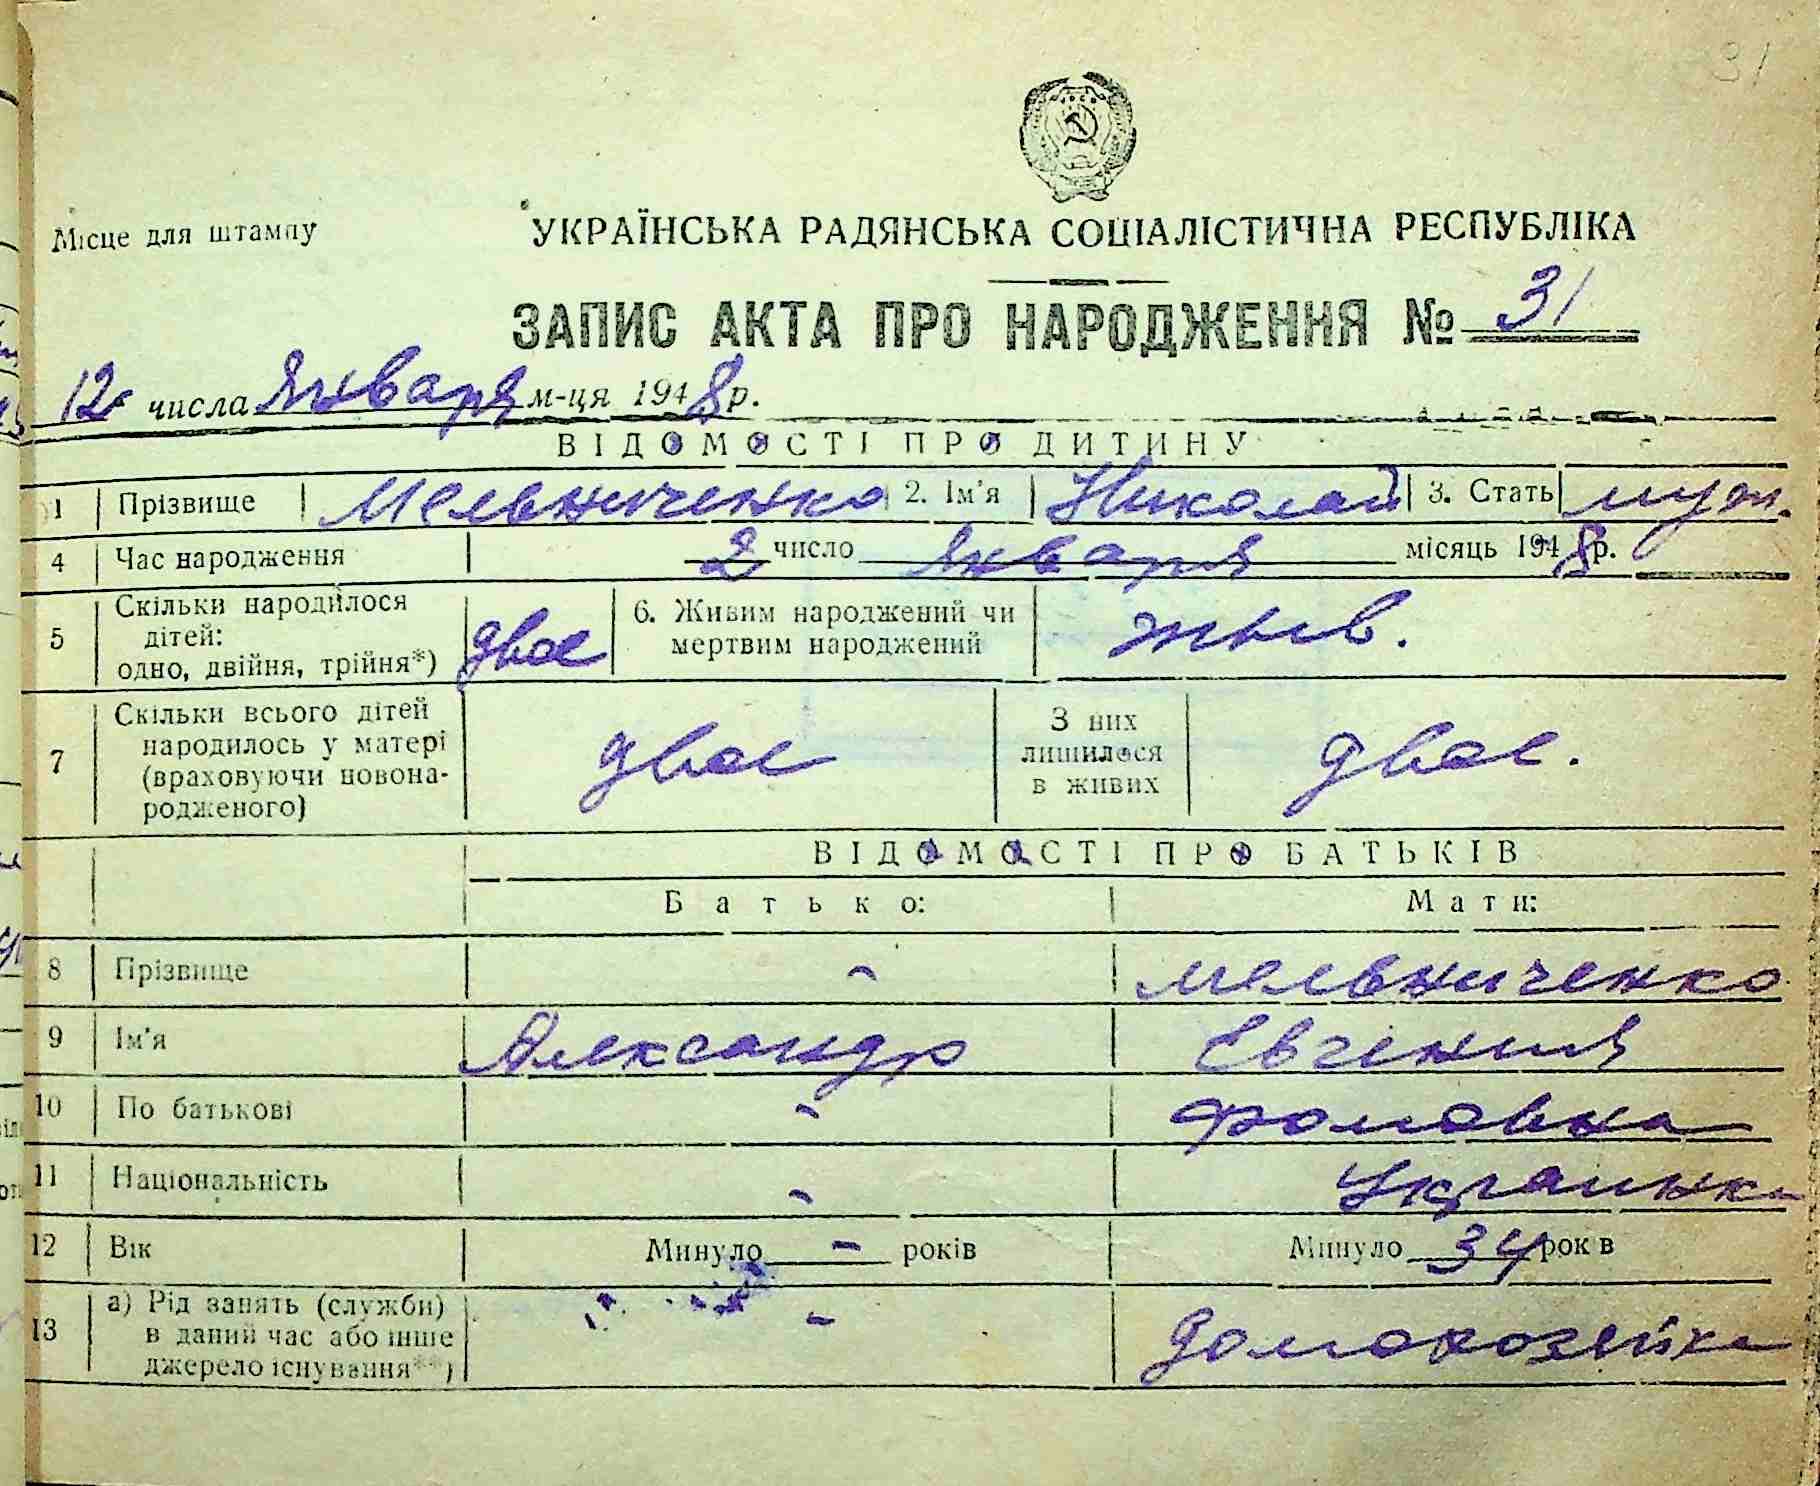 31
Місце для штампу
УКРАЇНСЬКА РАДЯНСЬКА СОЦІАЛІСТИЧНА РЕСПУБЛІКА
ЗАПИС АКТА ПРО НАРОДЖЕННЯ № 31
12 числа Января м-ця 1948 р.
ВІДОМОСТІ ПРО ДИТИНУ
1 Прізвище Мельниченко 2. Ім'я Николай 3. Стать муж.
4 Час народження 2 число Января місяць 1948 р.
5 Скільки народилося дітей: одно, двійня, трійня*) двое 6. Живим народжений чи мертвим народжений жив.
7 Скільки всього дітей народилось у матері (враховуючи новонародженого) двое З них лишилося в живих двое.
ВІДОМОСТІ ПРО БАТЬКІВ
Батько: Мати:
8 Прізвище - Мельниченко
9 Ім'я Александр Евгения
10 По батькові - Фомовна
11 Національність - Украинка
12 Вік Минуло - років Минуло 34 років
13 а) Рід занять (служби) в даний час або інше джерело існування**) - домохозяйка